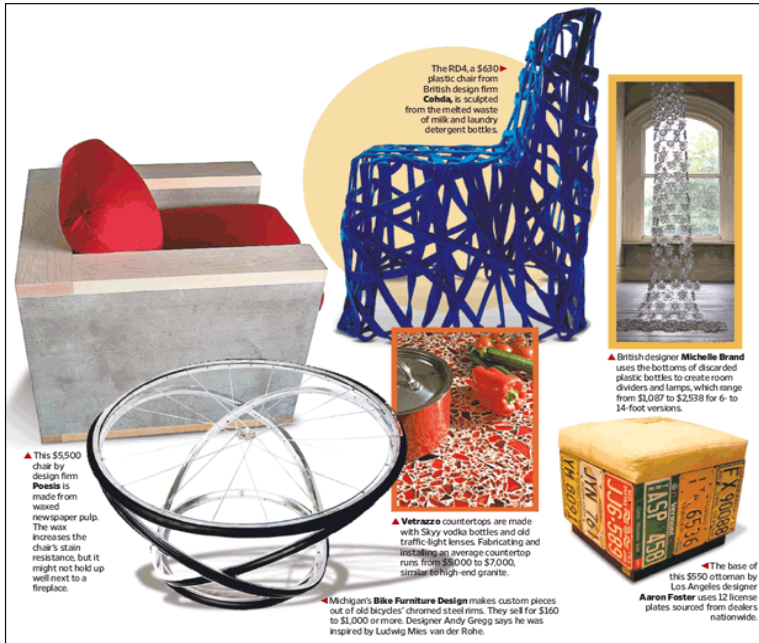 The RD4, a $630 ►
plastic chair from
British design firm
Cohda, is sculpted
from the melted waste
of milk and laundry
detergent bottles.
▲ British designer Michelle Brand
uses the bottoms of discarded
plastic bottles to create room
dividers and lamps, which range
from $1,087 to $2,538 for 6- to
14-foot versions.
▲ This $5,500
chair by
design firm
Poesis is
made from
waxed
newspaper pulp.
The wax
increases the
chair's stain
resistance, but it
might not hold up
well next to a
fireplace.
▲ Vetrazzo countertops are made
with Skyy vodka bottles and old
traffic-light lenses. Fabricating and
installing an average countertop
runs from $5,000 to $7,000,
similar to high-end granite.
◄ Michigan's Bike Furniture Design makes custom pieces
out of old bicycles' chromed steel rims. They sell for $160
to $1,000 or more. Designer Andy Gregg says he was
inspired by Ludwig Mies van der Rohe.
JJ6589
ASP 458
6536
FX 90088
◄ The base of
this $550 ottoman by
Los Angeles designer
Aaron Foster uses 12 license
plates sourced from dealers
nationwide.